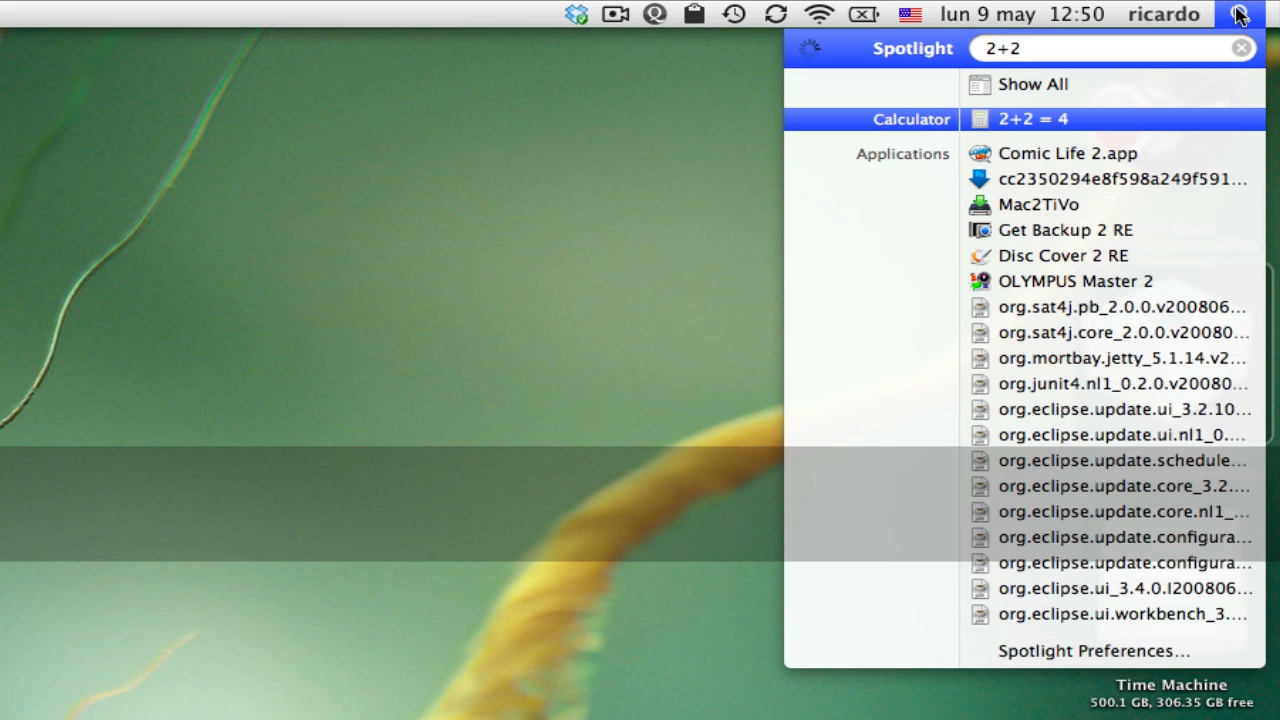 lun 9 may 12:50 ricardo
Spotlight 2+2
Show All
Calculator 2+2 = 4
Applications Comic Life 2.app
cc2350294e8f598a249f591...
Mac2TiVo
Get Backup 2 RE
Disc Cover 2 RE
OLYMPUS Master 2
org.sat4j.pb_2.0.0.v200806...
org.sat4j.core_2.0.0.v20080...
org.mortbay.jetty_5.1.14.v2...
org.junit4.nl1_0.2.0.v20080...
org.eclipse.update.ui_3.2.10...
org.eclipse.update.ui.nl1_0....
org.eclipse.update.schedule...
org.eclipse.update.core_3.2....
org.eclipse.update.core.nl1_...
org.eclipse.update.configura...
org.eclipse.update.configura...
org.eclipse.ui_3.4.0.I200806...
org.eclipse.ui.workbench_3....
Spotlight Preferences...
Time Machine
500.1 GB, 306.35 GB free